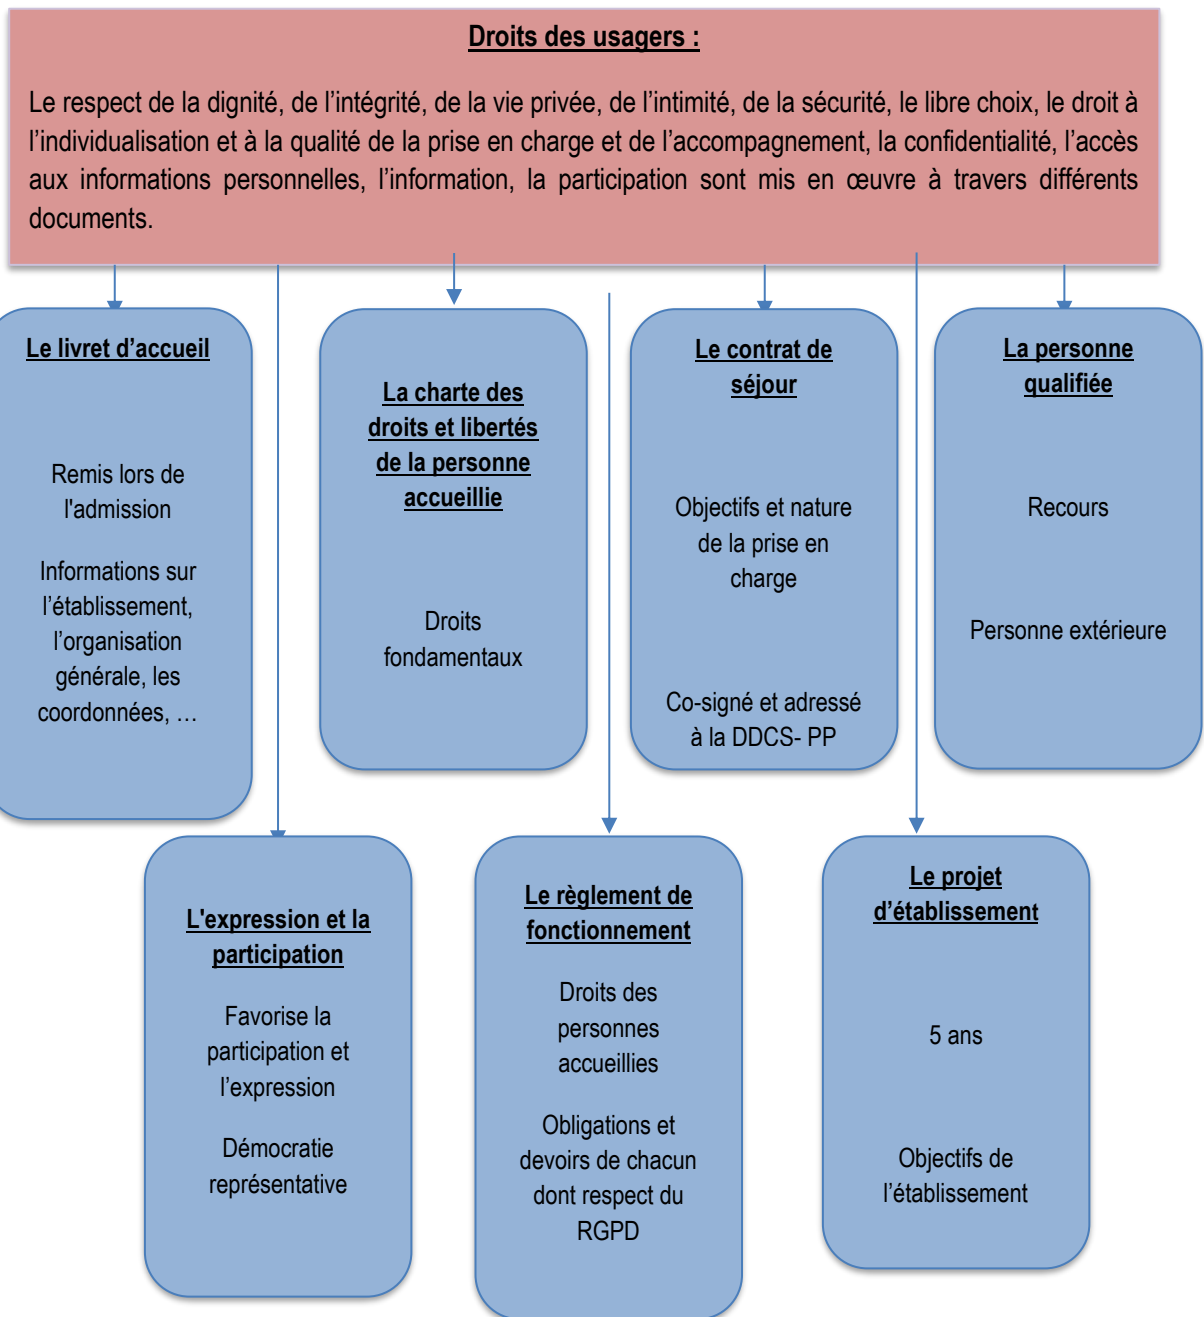 Droits des usagers :
Le respect de la dignité, de l’intégrité, de la vie privée, de l’intimité, de la sécurité, le libre choix, le droit à
l’individualisation et à la qualité de la prise en charge et de l’accompagnement, la confidentialité, l’accès
aux informations personnelles, l’information, la participation sont mis en œuvre à travers différents
documents.
Le livret d’accueil
Remis lors de
l'admission
Informations sur
l’établissement,
l’organisation
générale, les
coordonnées, …
La charte des
droits et libertés
de la personne
accueillie
Droits
fondamentaux
Le contrat de
séjour
Objectifs et nature
de la prise en
charge
Co-signé et adressé
à la DDCS- PP
La personne
qualifiée
Recours
Personne extérieure
L'expression et la
participation
Favorise la
participation et
l’expression
Démocratie
représentative
Le règlement de
fonctionnement
Droits des
personnes
accueillies
Obligations et
devoirs de chacun
dont respect du
RGPD
Le projet
d’établissement
5 ans
Objectifs de
l’établissement